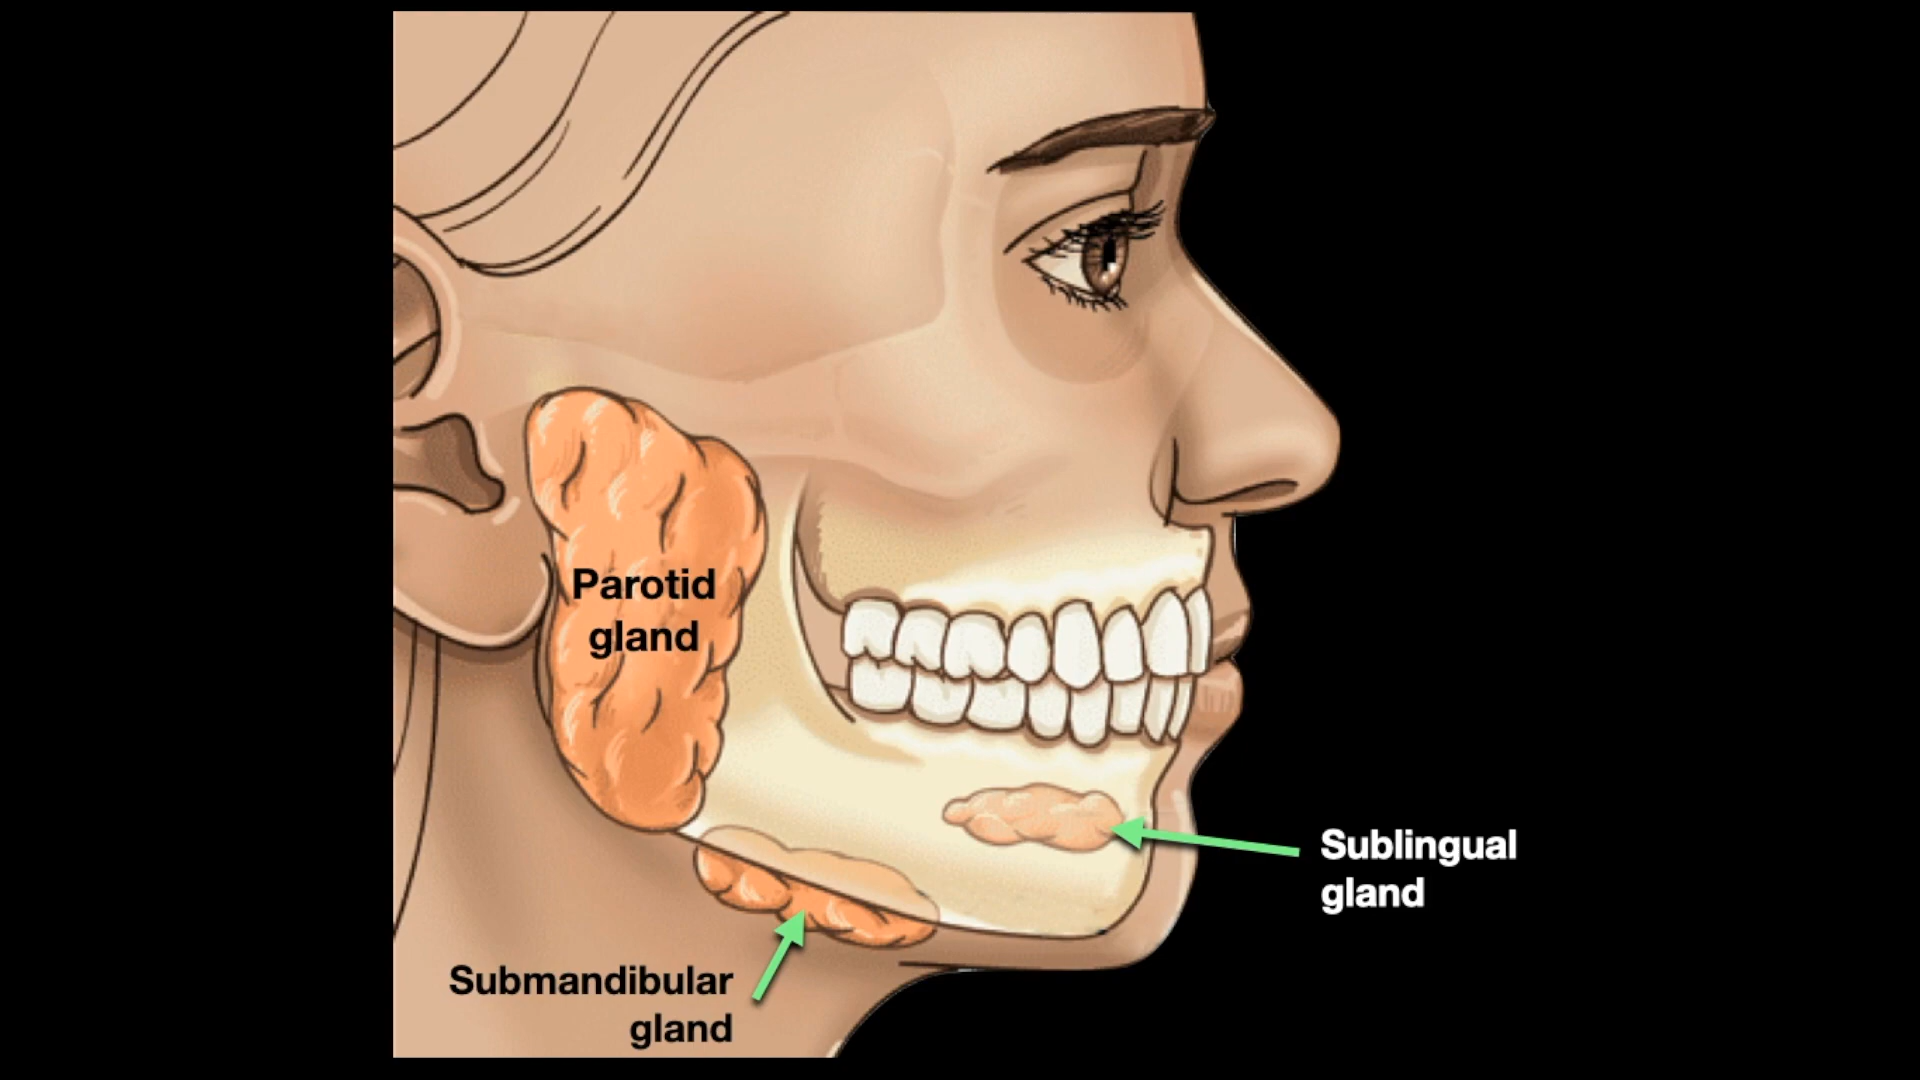 Parotid
gland
Sublingual
gland
Submandibular
gland